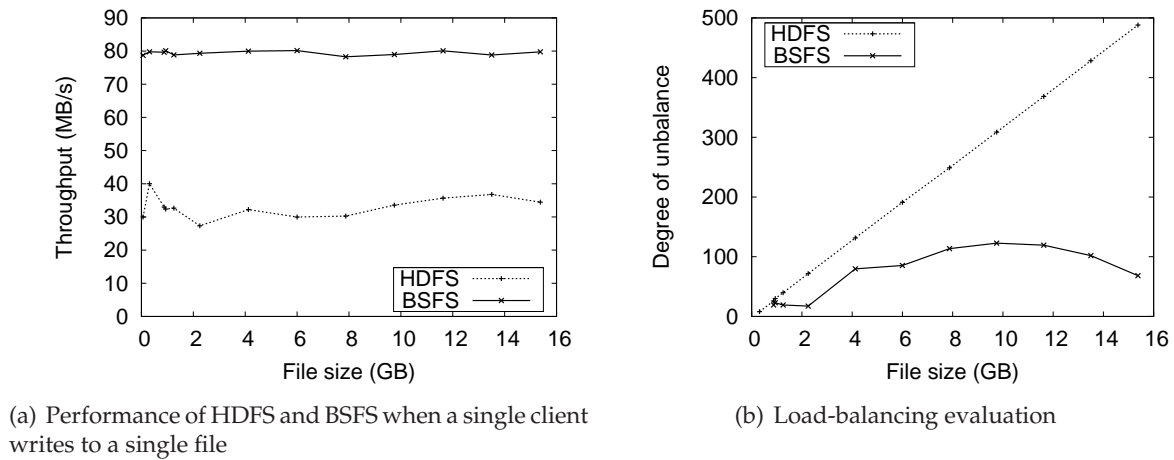 90
80
70
60
50
40
30
20
10
0
Throughput (MB/s)
HDFS
BSFS
0 2 4 6 8 10 12 14 16
File size (GB)
(a) Performance of HDFS and BSFS when a single client
writes to a single file
500
400
300
200
100
0
Degree of unbalance
HDFS
BSFS
0 2 4 6 8 10 12 14 16
File size (GB)
(b) Load-balancing evaluation